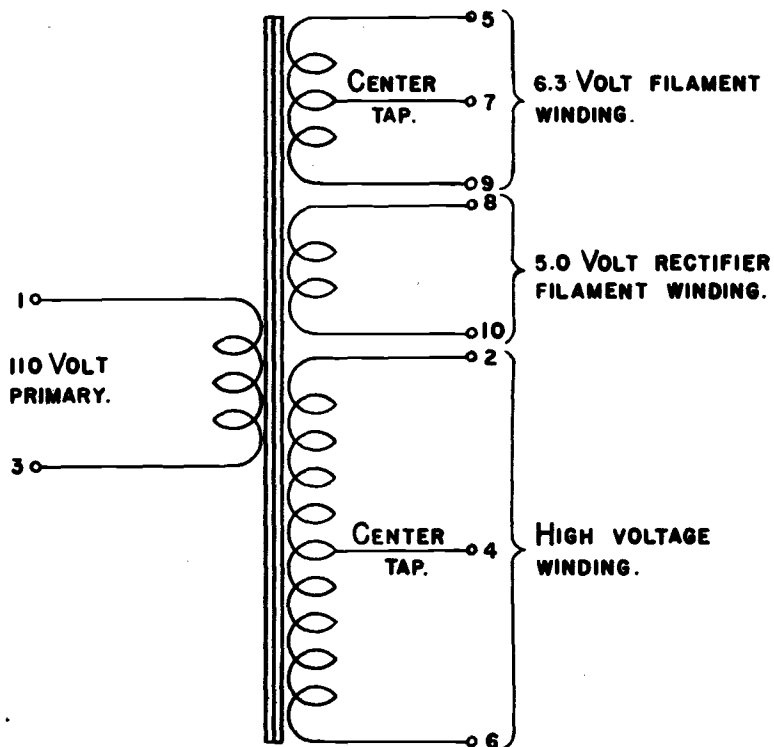 5
CENTER
TAP.
7
9
6.3 VOLT FILAMENT
WINDING.
8
10
5.0 VOLT RECTIFIER
FILAMENT WINDING.
1
110 VOLT
PRIMARY.
3
2
CENTER
TAP.
4
6
HIGH VOLTAGE
WINDING.